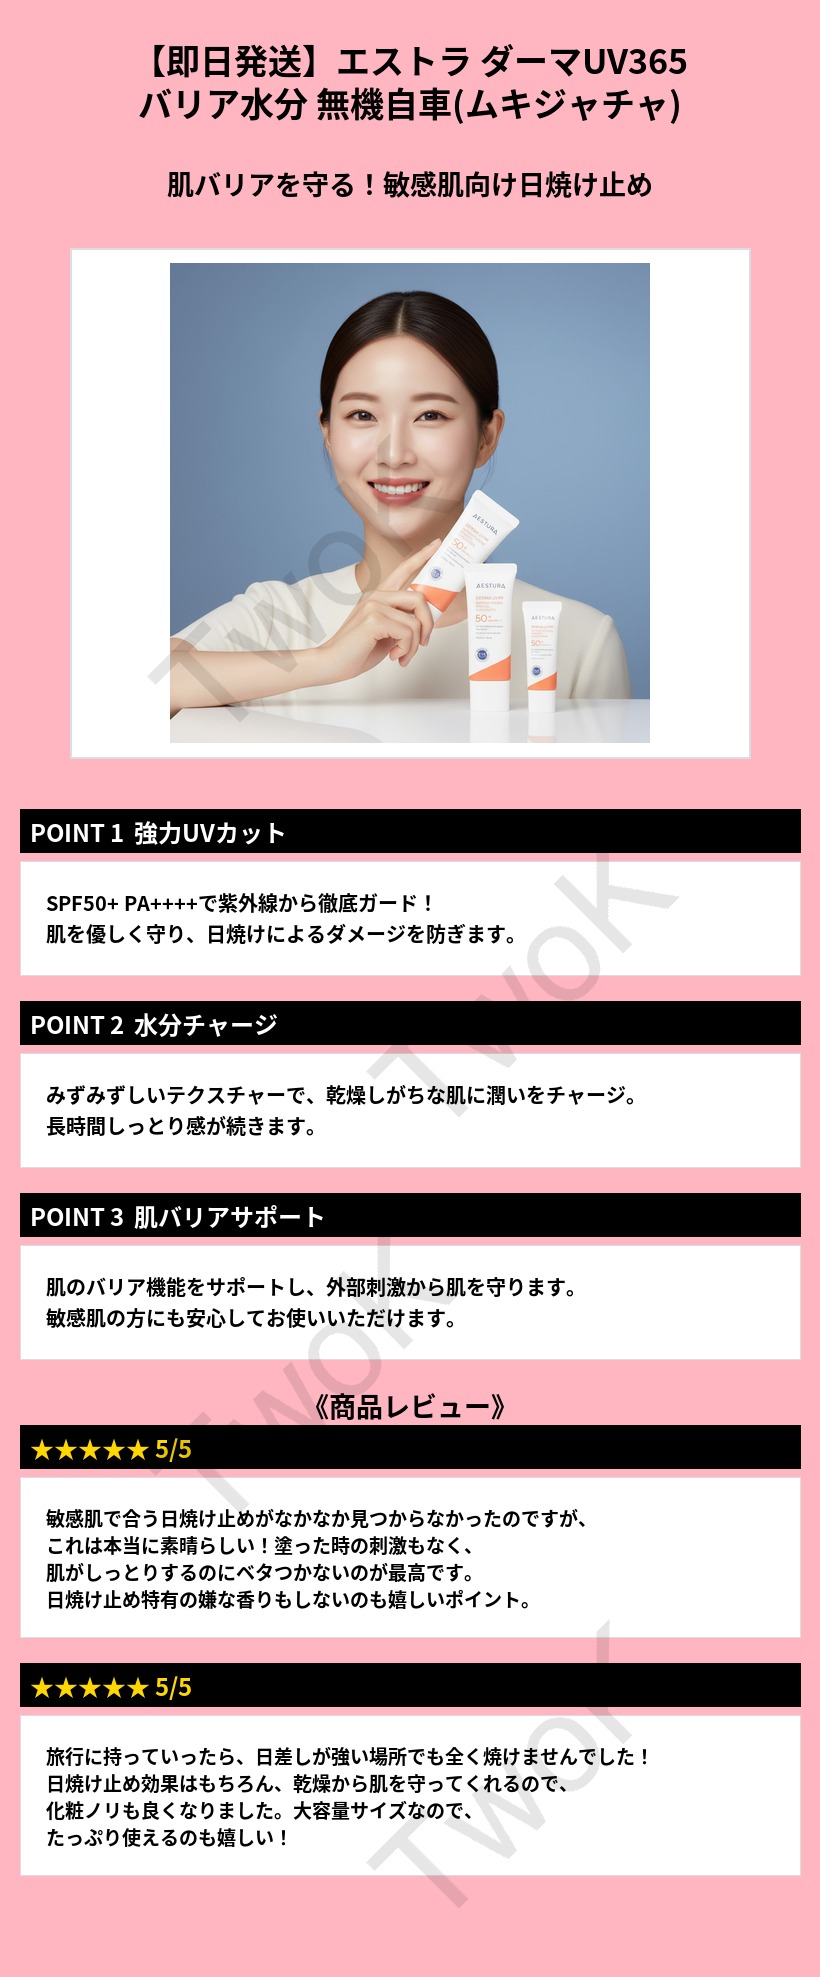 【即日発送】エストラ ダーマUV365
バリア水分 無機自車(ムキジャチャ)
肌バリアを守る！敏感肌向け日焼け止め
AESTURA
50+
AESTURA
50+
AESTURA
50+
TwoK
POINT 1 強力UVカット
SPF50+ PA++++で紫外線から徹底ガード！
肌を優しく守り、日焼けによるダメージを防ぎます。
TwoK
POINT 2 水分チャージ
みずみずしいテクスチャーで、乾燥しがちな肌に潤いをチャージ。
長時間しっとり感が続きます。
POINT 3 肌バリアサポート
肌のバリア機能をサポートし、外部刺激から肌を守ります。
敏感肌の方にも安心してお使いいただけます。
TwoK
《商品レビュー》
★★★★★ 5/5
敏感肌で合う日焼け止めがなかなか見つからなかったのですが、
これは本当に素晴らしい！塗った時の刺激もなく、
肌がしっとりするのにベタつかないのが最高です。
日焼け止め特有の嫌な香りもしないのも嬉しいポイント。
★★★★★ 5/5
旅行に持っていったら、日差しが強い場所でも全く焼けませんでした！
日焼け止め効果はもちろん、乾燥から肌を守ってくれるので、
化粧ノリも良くなりました。大容量サイズなので、
たっぷり使えるのも嬉しい！
TwoK